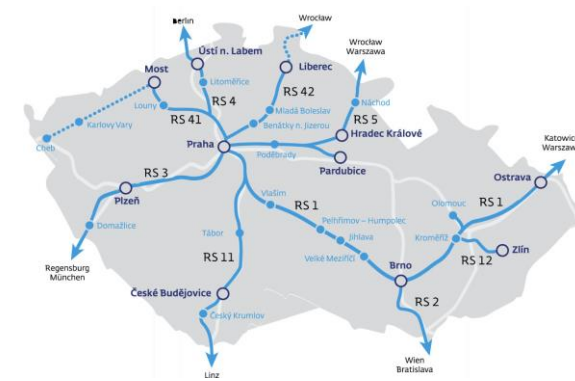 Berlin
Wrocław
Ústí n. Labem
Wrocław
Warszawa
Most
Liberec
Litoměřice
RS 42
RS 4
Louny
Mladá Boleslav
Náchod
RS 41
RS 5
Karlovy Vary
Benátky n. Jizerou
Cheb
Praha
Hradec Králové
Poděbrady
Katowice
Warszawa
Pardubice
RS 3
Ostrava
Plzeň
Vlašim
RS 1
Olomouc
RS 1
Domažlice
Tábor
Pelhřimov – Humpolec
Kroměříž
Jihlava
Zlín
RS 11
Velké Meziříčí
Brno
RS 12
Regensburg
München
České Budějovice
RS 2
Český Krumlov
Wien
Bratislava
Linz